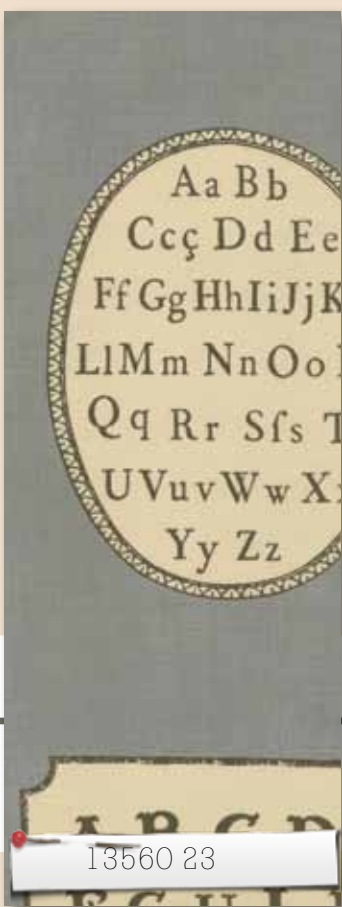 Aa Bb
Ccç Dd Ee
Ff Gg Hh Ii Jj K
Ll Mm Nn Oo
Qq Rr Sſs T
UVuv Ww X
Yy Zz
A B C D
13560 23